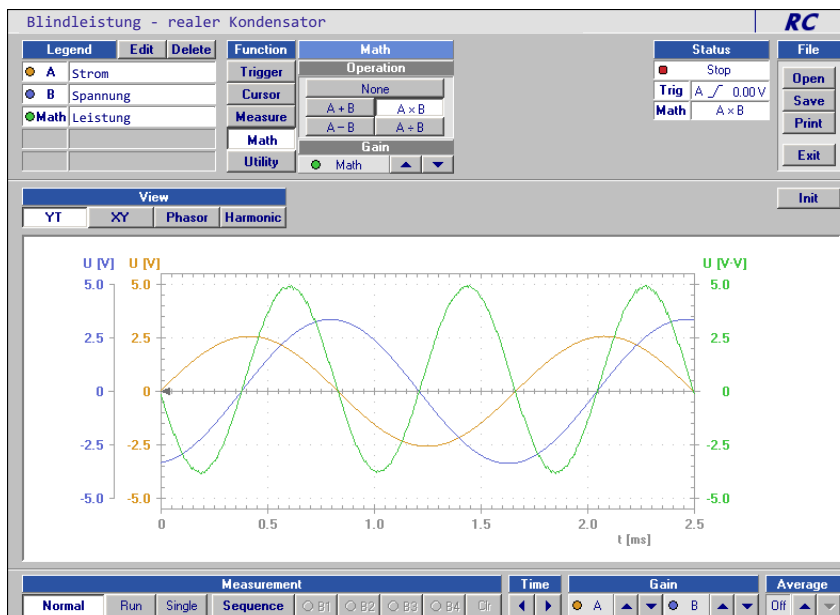 Blindleistung - realer Kondensator RC
Legend Edit Delete Function Math Status File
A Strom Trigger Operation Stop Open
B Spannung Cursor None Trig A 0.00 V Save
Math Leistung Measure A + B A × B Math A × B Print
Math A − B A ÷ B
Utility Gain Exit
Math
View Init
YT XY Phasor Harmonic
U [V] U [V] U [V·V]
5.0 5.0 5.0
2.5 2.5 2.5
0 0 0
-2.5 -2.5 -2.5
-5.0 -5.0 -5.0
0 0.5 1.0 1.5 2.0 2.5
t [ms]
Measurement Time Gain Average
Normal Run Single Sequence B1 B2 B3 B4 Clr A B Off